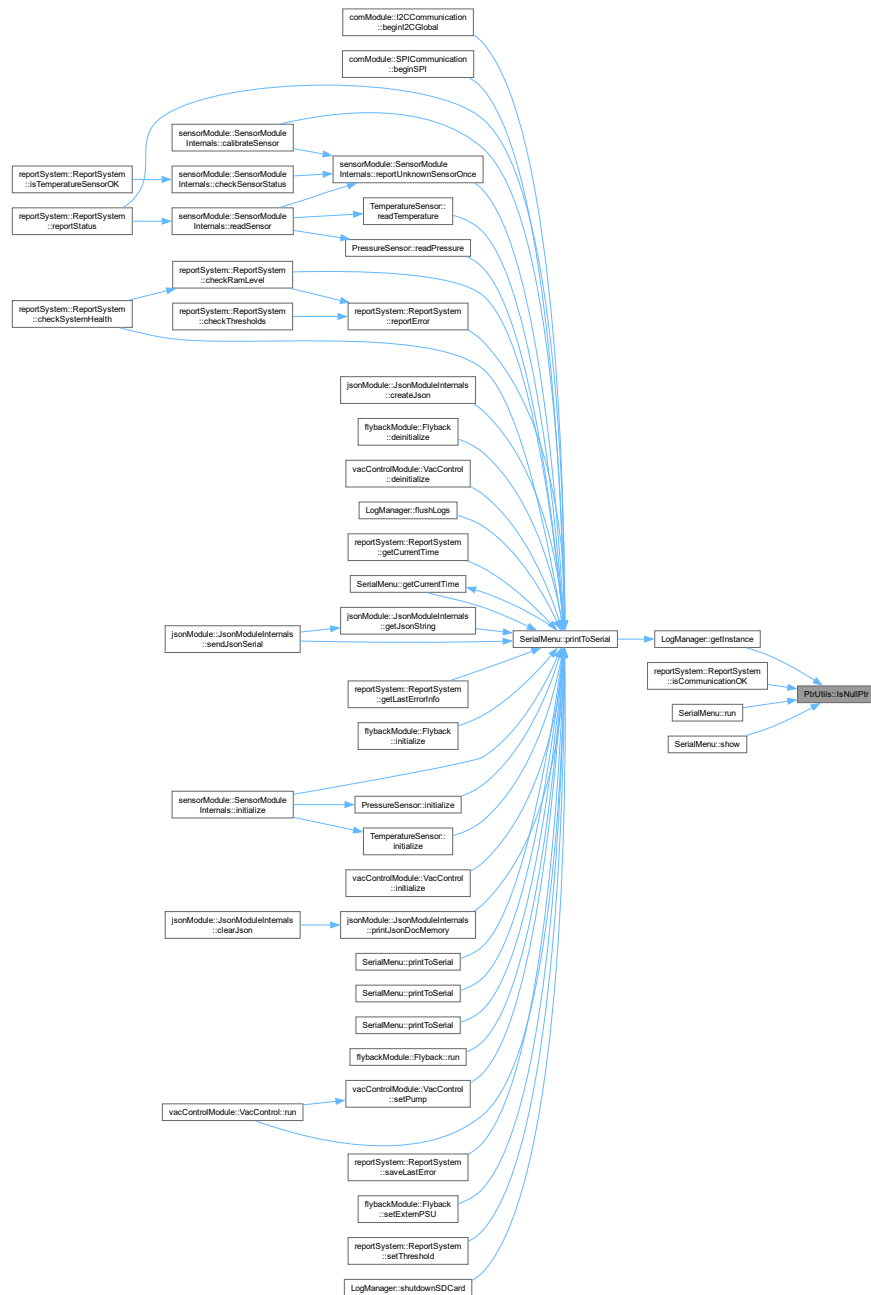 comModule::I2CCommunication
::beginI2CGlobal
comModule::SPICommunication
::beginSPI
sensorModule::SensorModule
Internals::calibrateSensor
sensorModule::SensorModule
Internals::reportUnknownSensorOnce
reportSystem::ReportSystem
::isTemperatureSensorOK
sensorModule::SensorModule
Internals::checkSensorStatus
TemperatureSensor::
readTemperature
reportSystem::ReportSystem
::reportStatus
sensorModule::SensorModule
Internals::readSensor
PressureSensor::readPressure
reportSystem::ReportSystem
::checkRamLevel
reportSystem::ReportSystem
::checkSystemHealth
reportSystem::ReportSystem
::checkThresholds
reportSystem::ReportSystem
::reportError
jsonModule::JsonModuleInternals
::createJson
flybackModule::Flyback
::deinitialize
vacControlModule::VacControl
::deinitialize
LogManager::flushLogs
reportSystem::ReportSystem
::getCurrentTime
SerialMenu::getCurrentTime
jsonModule::JsonModuleInternals
::getJsonString
jsonModule::JsonModuleInternals
::sendJsonSerial
SerialMenu::printToSerial
LogManager::getInstance
reportSystem::ReportSystem
::isCommunicationOK
PtrUtils::IsNullPtr
SerialMenu::run
SerialMenu::show
reportSystem::ReportSystem
::getLastErrorInfo
flybackModule::Flyback
::initialize
sensorModule::SensorModule
Internals::initialize
PressureSensor::initialize
TemperatureSensor::
initialize
vacControlModule::VacControl
::initialize
jsonModule::JsonModuleInternals
::clearJson
jsonModule::JsonModuleInternals
::printJsonDocMemory
SerialMenu::printToSerial
SerialMenu::printToSerial
SerialMenu::printToSerial
flybackModule::Flyback::run
vacControlModule::VacControl
::setPump
vacControlModule::VacControl::run
reportSystem::ReportSystem
::saveLastError
flybackModule::Flyback
::setExternPSU
reportSystem::ReportSystem
::setThreshold
LogManager::shutdownSDCard